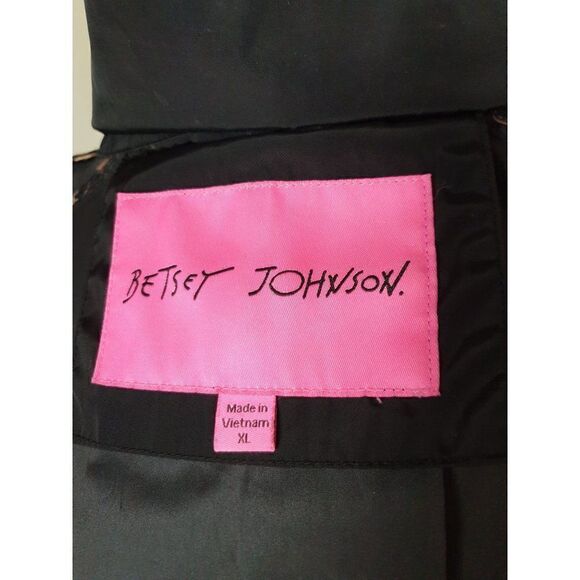 BETSEY JOHNSON.
Made in
Vietnam
XL